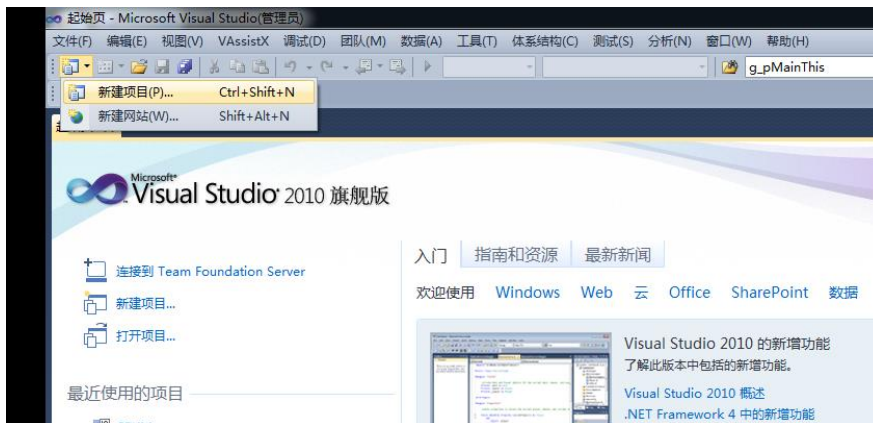 起始页 - Microsoft Visual Studio(管理员)
文件(F) 编辑(E) 视图(V) VAssistX 调试(D) 团队(M) 数据(A) 工具(T) 体系结构(C) 测试(S) 分析(N) 窗口(W) 帮助(H)
g_pMainThis
新建项目(P)... Ctrl+Shift+N
新建网站(W)... Shift+Alt+N
Microsoft®
Visual Studio 2010 旗舰版
连接到 Team Foundation Server
新建项目...
打开项目...
最近使用的项目
入门 指南和资源 最新新闻
欢迎使用 Windows Web 云 Office SharePoint 数据
Visual Studio 2010 的新增功能
了解此版本中包括的新增功能。
Visual Studio 2010 概述
.NET Framework 4 中的新增功能